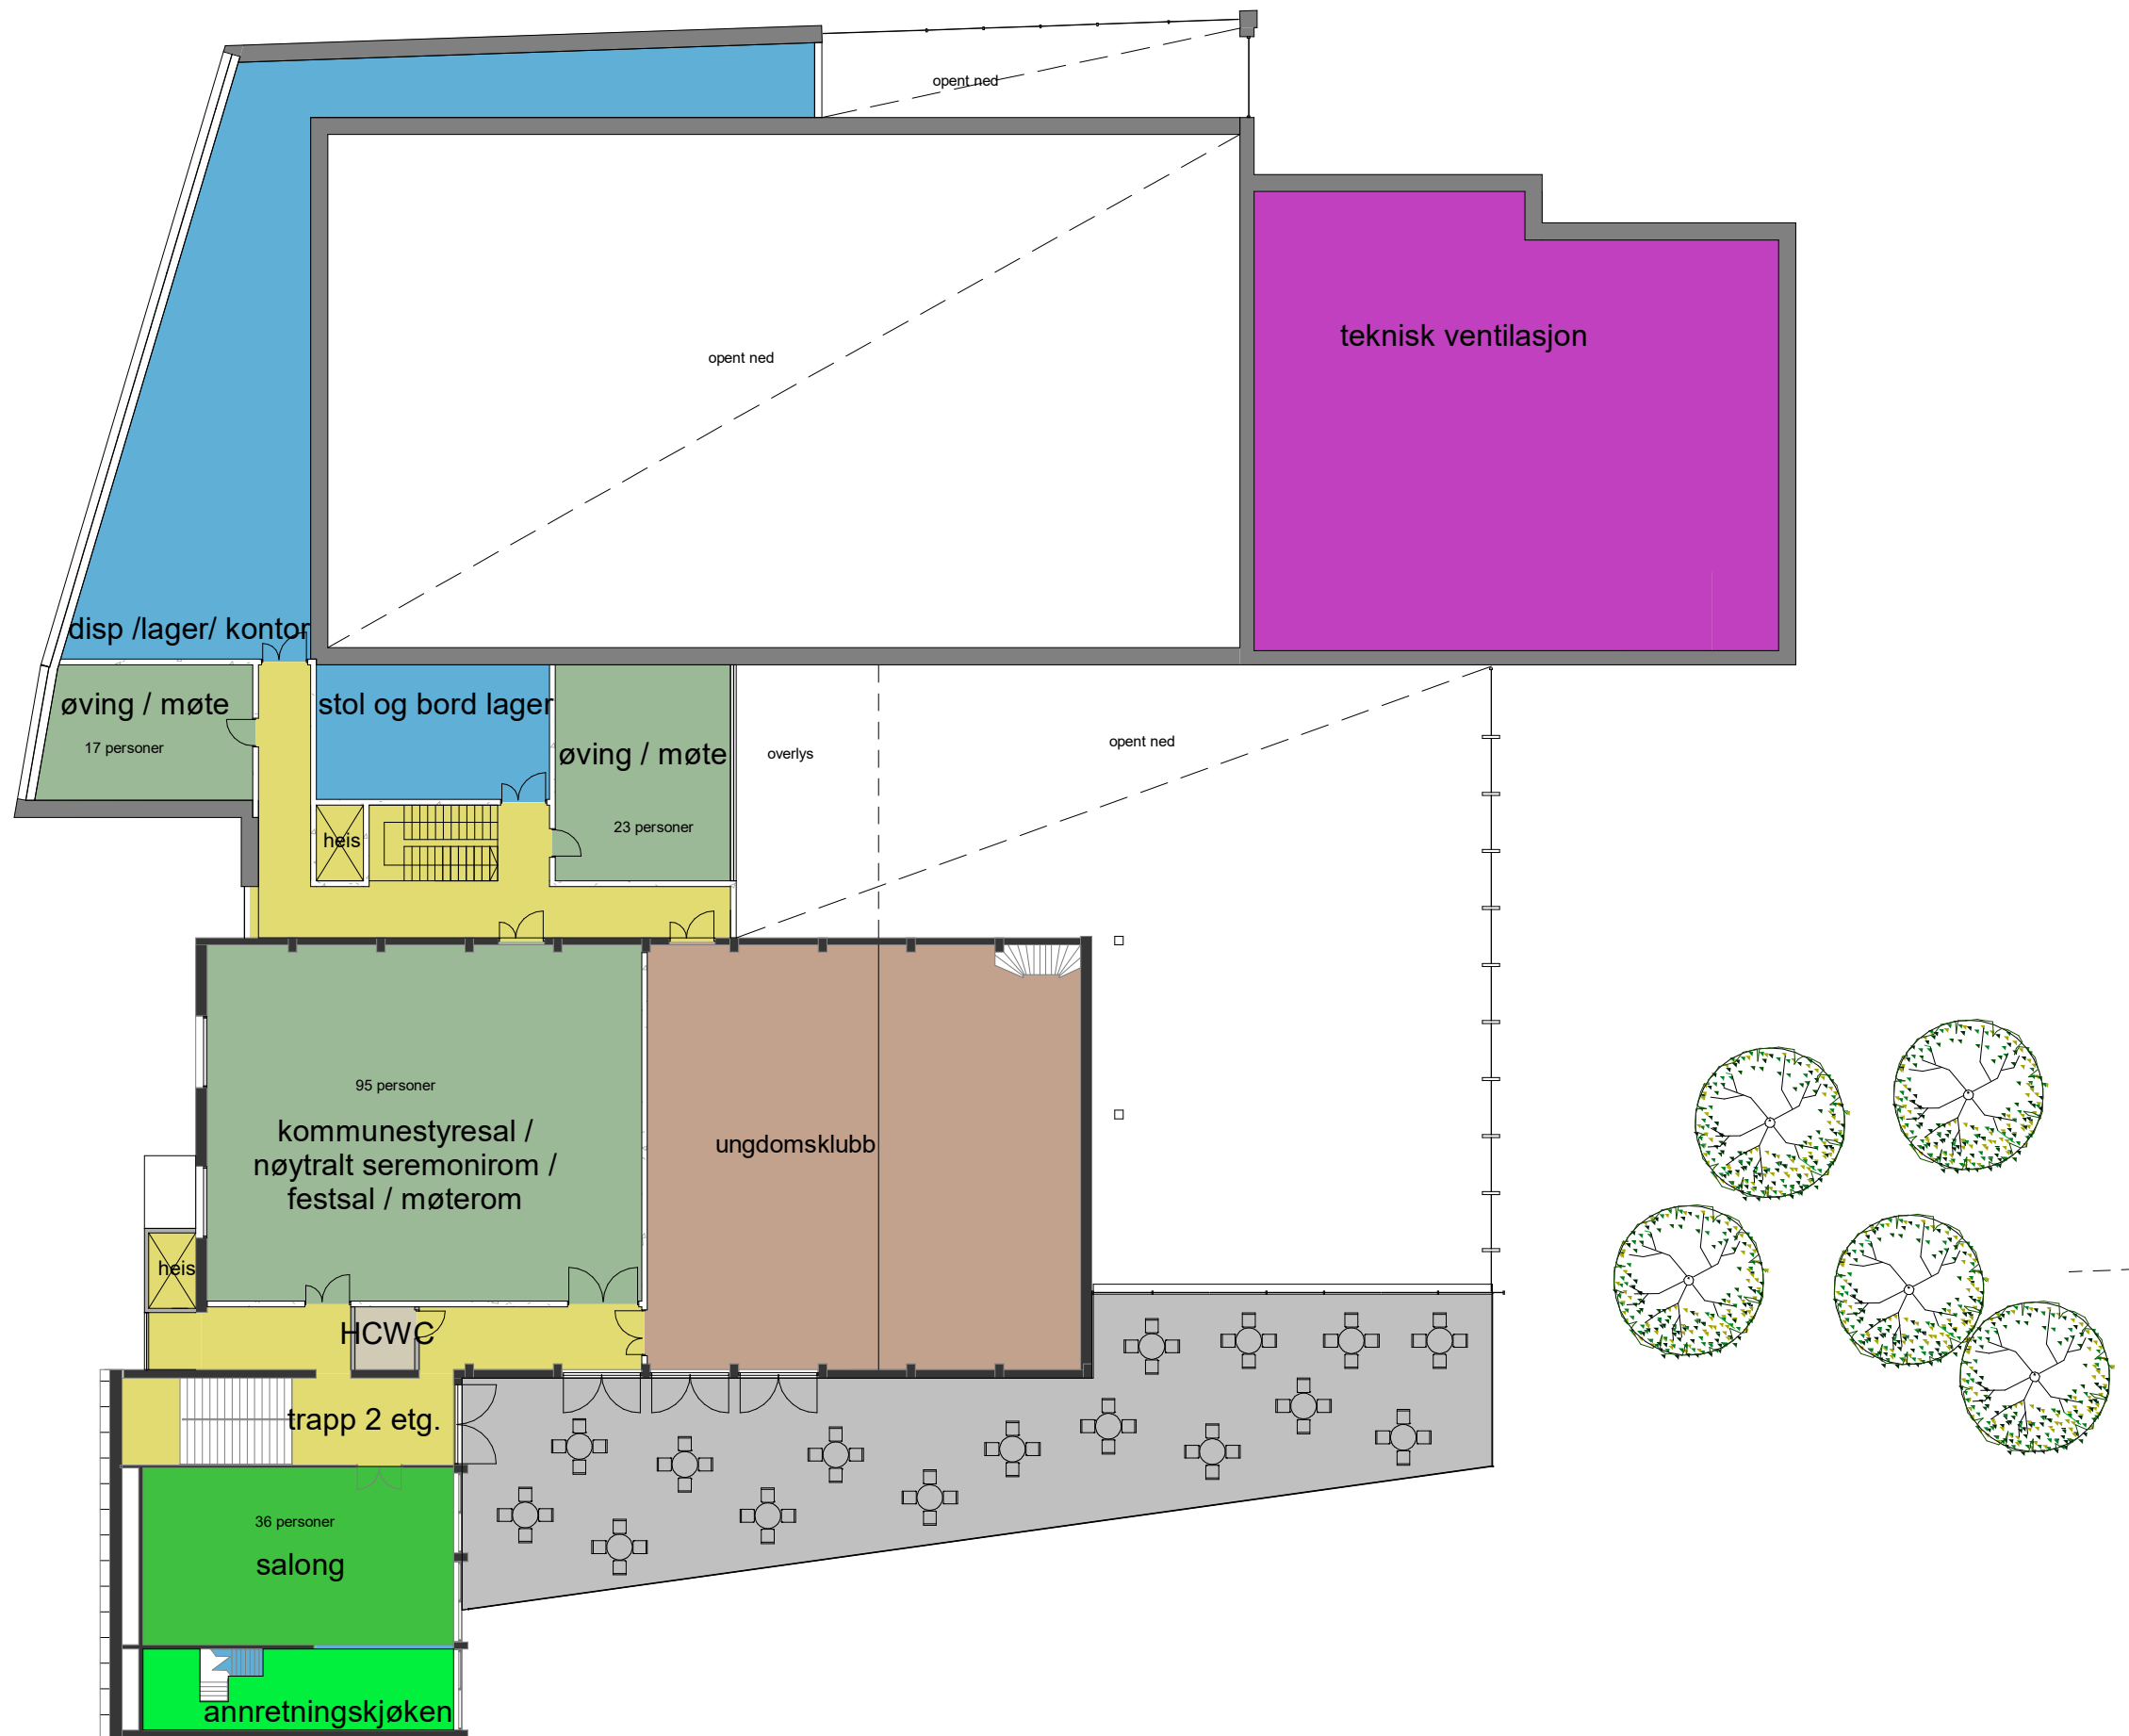 opent ned
opent ned
teknisk ventilasjon
disp /lager/ kontor
øving / møte
17 personer
stol og bord lager
øving / møte
23 personer
overlys
opent ned
heis
95 personer
kommunestyresal /
nøytralt seremonirom /
festsal / møterom
ungdomsklubb
heis
HCWC
trapp 2 etg.
36 personer
salong
annretningskjøken